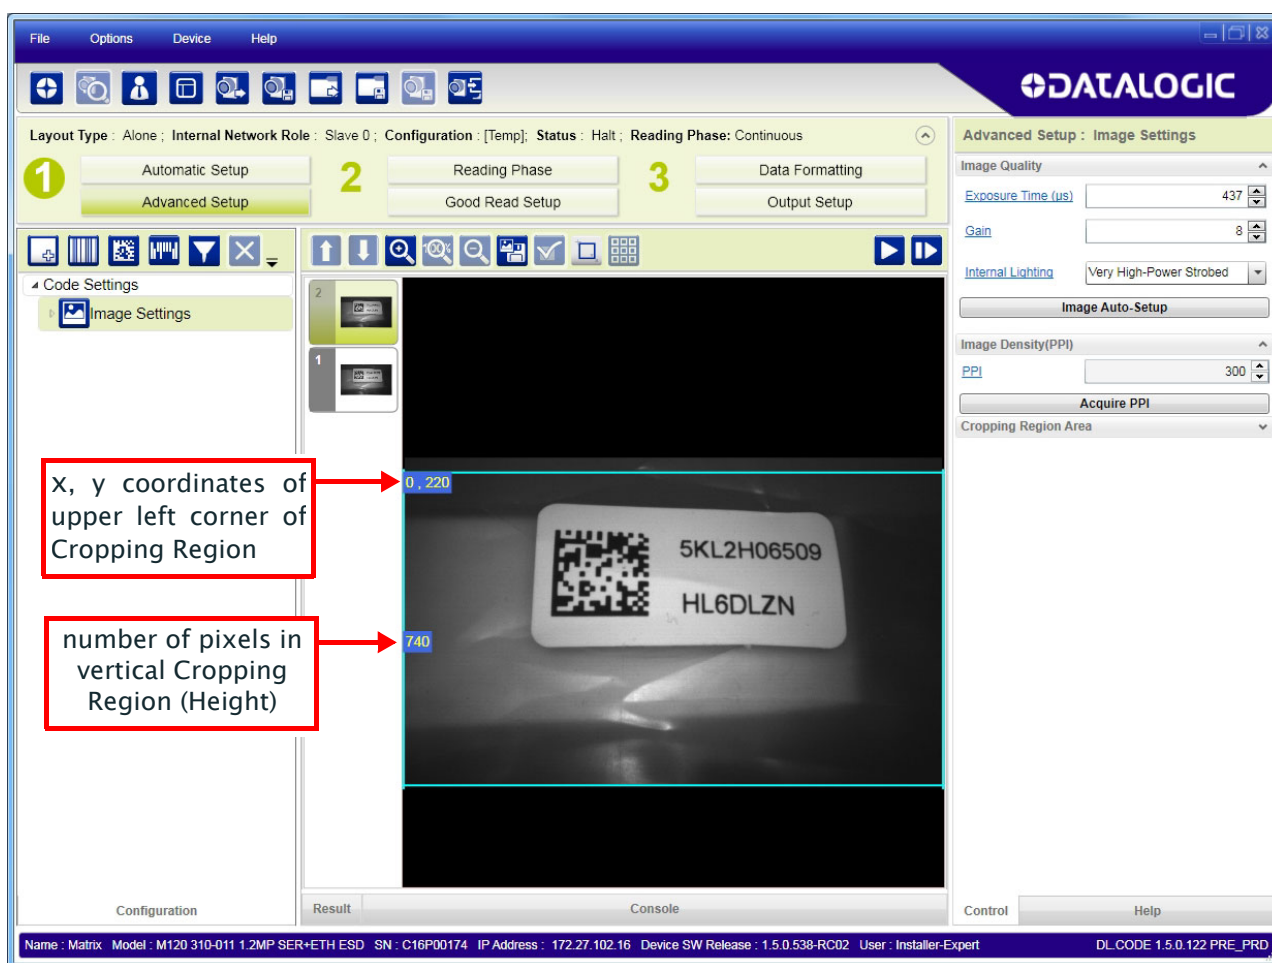 File Options Device Help
DATALOGIC
Layout Type : Alone ; Internal Network Role : Slave 0 ; Configuration : [Temp]; Status : Halt ; Reading Phase: Continuous
1 Automatic Setup 2 Reading Phase 3 Data Formatting
Advanced Setup Good Read Setup Output Setup
Advanced Setup : Image Settings
Image Quality
Exposure Time (µs) 437
Gain 8
Internal Lighting Very High-Power Strobed
Image Auto-Setup
Image Density(PPI)
PPI 300
Acquire PPI
Cropping Region Area
Code Settings
Image Settings
100%
2
1
x, y coordinates of
upper left corner of
Cropping Region
0 , 220
5KL2H06509
HL6DLZN
number of pixels in
vertical Cropping
Region (Height)
740
Configuration Result Console Control Help
Name : Matrix Model : M120 310-011 1.2MP SER+ETH ESD SN : C16P00174 IP Address : 172.27.102.16 Device SW Release : 1.5.0.538-RC02 User : Installer-Expert DL.CODE 1.5.0.122 PRE_PRD